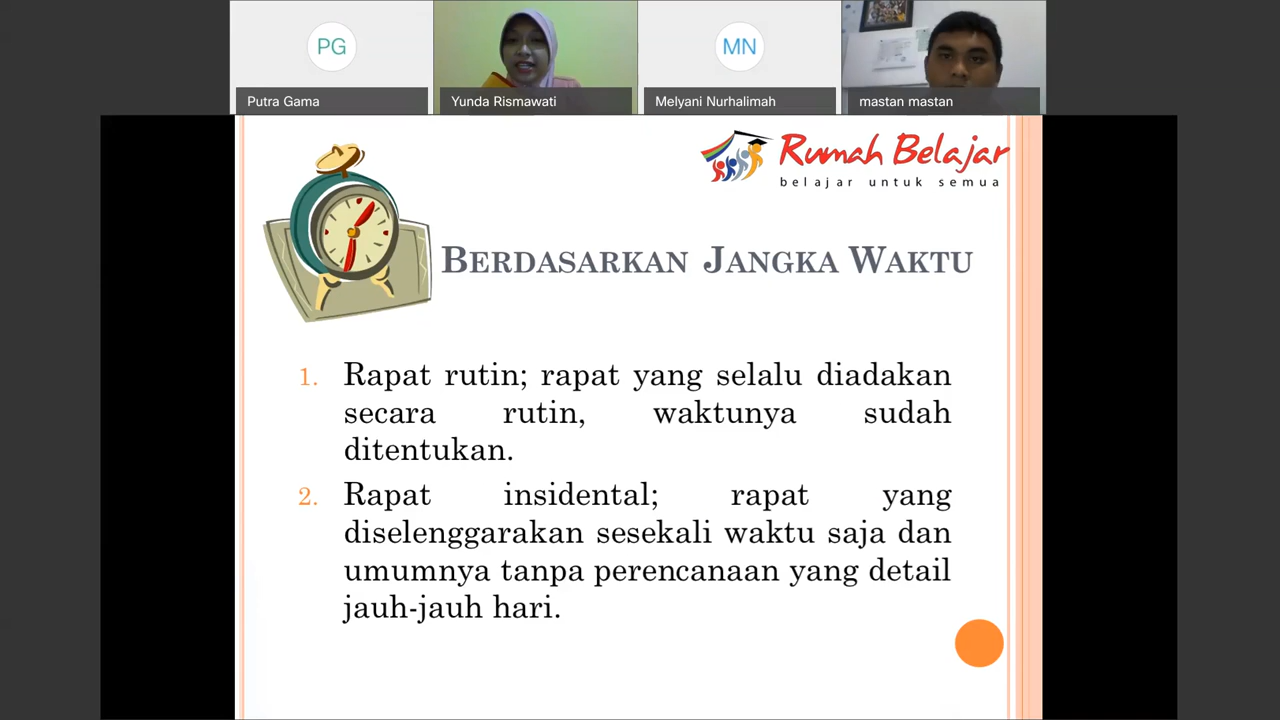 PG
MN
Putra Gama
Yunda Rismawati
Melyani Nurhalimah
mastan mastan
Rumah Belajar
belajar untuk semua
BERDASARKAN JANGKA WAKTU
1. Rapat rutin; rapat yang selalu diadakan
secara rutin, waktunya sudah
ditentukan.
2. Rapat insidental; rapat yang
diselenggarakan sesekali waktu saja dan
umumnya tanpa perencanaan yang detail
jauh-jauh hari.